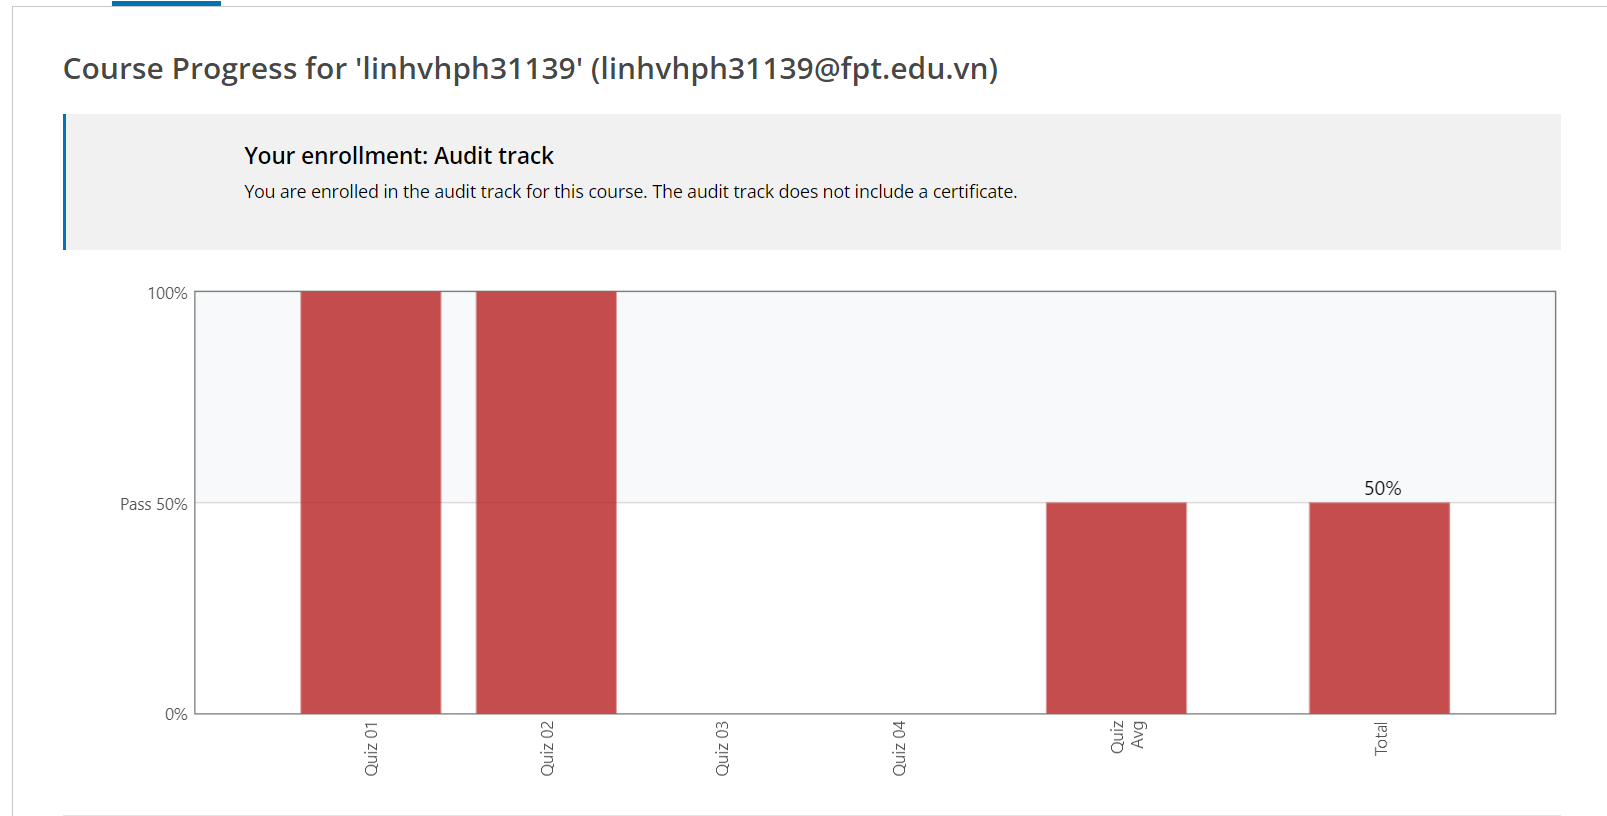 Course Progress for 'linhvhph31139' (linhvhph31139@fpt.edu.vn)
Your enrollment: Audit track
You are enrolled in the audit track for this course. The audit track does not include a certificate.
100%
Pass 50%
0%
50%
Quiz 01
Quiz 02
Quiz 03
Quiz 04
Quiz
Avg
Total